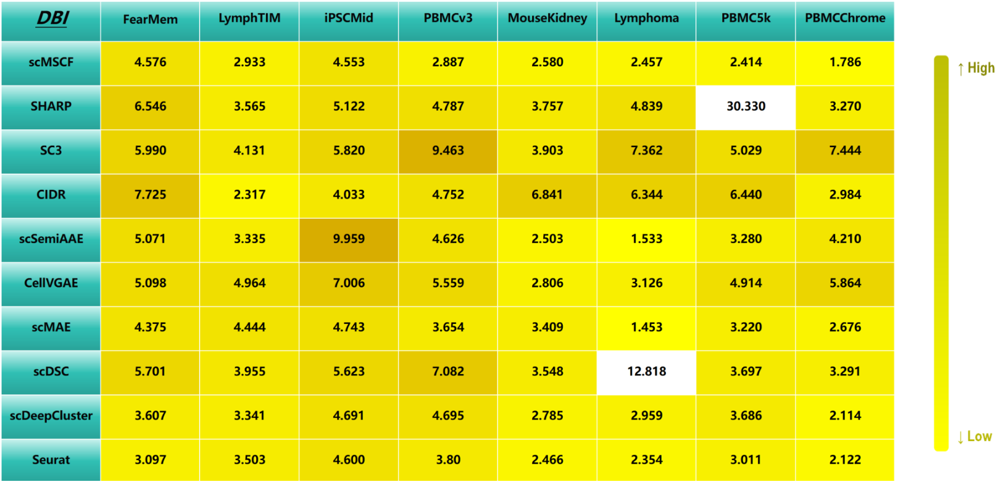 DBI FearMem LymphTIM iPSCMid PBMCv3 MouseKidney Lymphoma PBMC5k PBMCChrome
scMSCF 4.576 2.933 4.553 2.887 2.580 2.457 2.414 1.786
SHARP 6.546 3.565 5.122 4.787 3.757 4.839 30.330 3.270
SC3 5.990 4.131 5.820 9.463 3.903 7.362 5.029 7.444
CIDR 7.725 2.317 4.033 4.752 6.841 6.344 6.440 2.984
scSemiAAE 5.071 3.335 9.959 4.626 2.503 1.533 3.280 4.210
CellVGAE 5.098 4.964 7.006 5.559 2.806 3.126 4.914 5.864
scMAE 4.375 4.444 4.743 3.654 3.409 1.453 3.220 2.676
scDSC 5.701 3.955 5.623 7.082 3.548 12.818 3.697 3.291
scDeepCluster 3.607 3.341 4.691 4.695 2.785 2.959 3.686 2.114
Seurat 3.097 3.503 4.600 3.80 2.466 2.354 3.011 2.122
↑ High
↓ Low